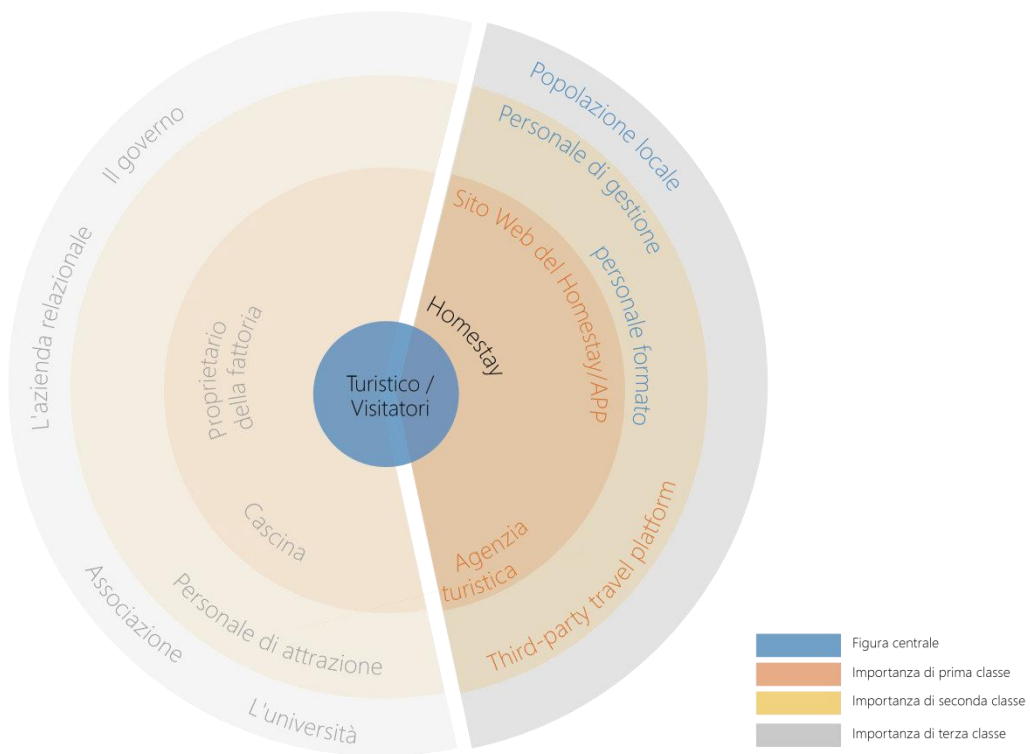 Il governo
L'azienda relazionale
Associazione
L'università
Personale di attrazione
Proprietario
della fattoria
Cascina
Turistico /
Visitatori
Homestay
Sito Web del Homestay/APP
Agenzia
turistica
Popolazione locale
Personale di gestione
personale formato
Third-party travel platform
Figura centrale
Importanza di prima classe
Importanza di seconda classe
Importanza di terza classe